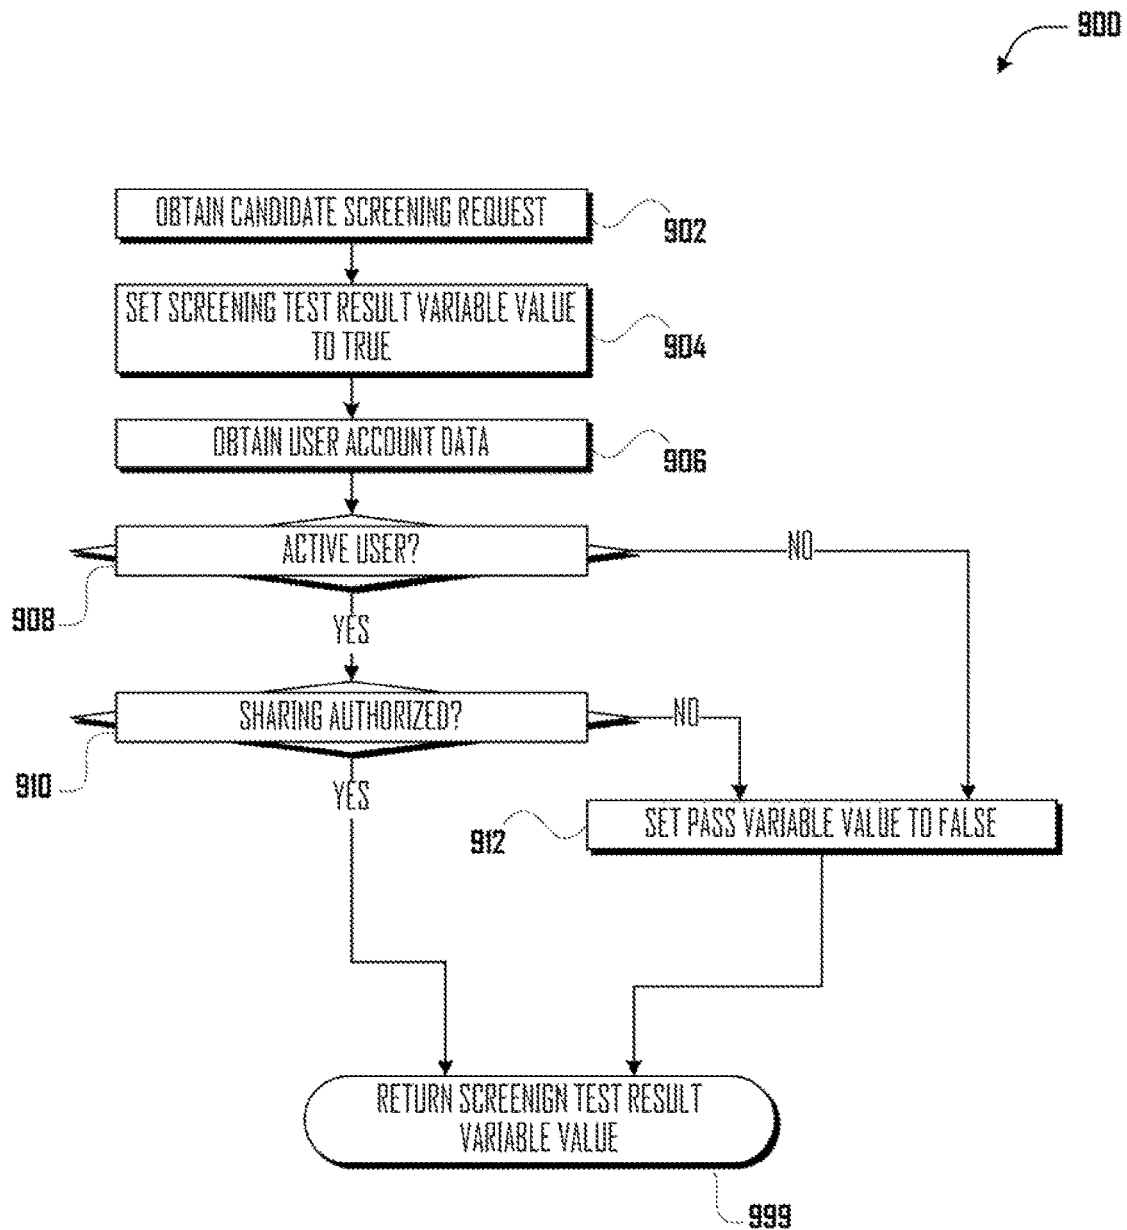 900
OBTAIN CANDIDATE SCREENING REQUEST
902
SET SCREENING TEST RESULT VARIABLE VALUE
TO TRUE
904
OBTAIN USER ACCOUNT DATA
906
ACTIVE USER?
NO
908
YES
SHARING AUTHORIZED?
NO
910
YES
SET PASS VARIABLE VALUE TO FALSE
912
RETURN SCREENIGN TEST RESULT
VARIABLE VALUE
999